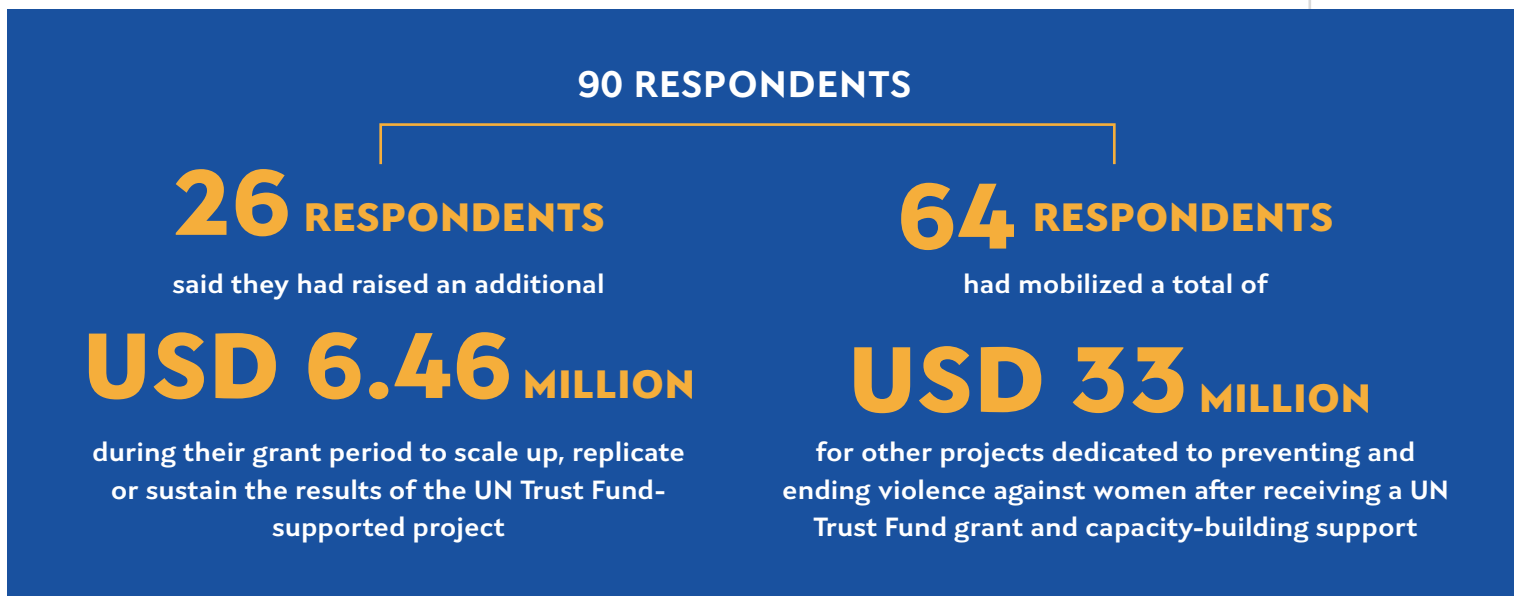 90 RESPONDENTS
26 RESPONDENTS
said they had raised an additional
USD 6.46 MILLION
during their grant period to scale up, replicate
or sustain the results of the UN Trust Fund-
supported project
64 RESPONDENTS
had mobilized a total of
USD 33 MILLION
for other projects dedicated to preventing and
ending violence against women after receiving a UN
Trust Fund grant and capacity-building support